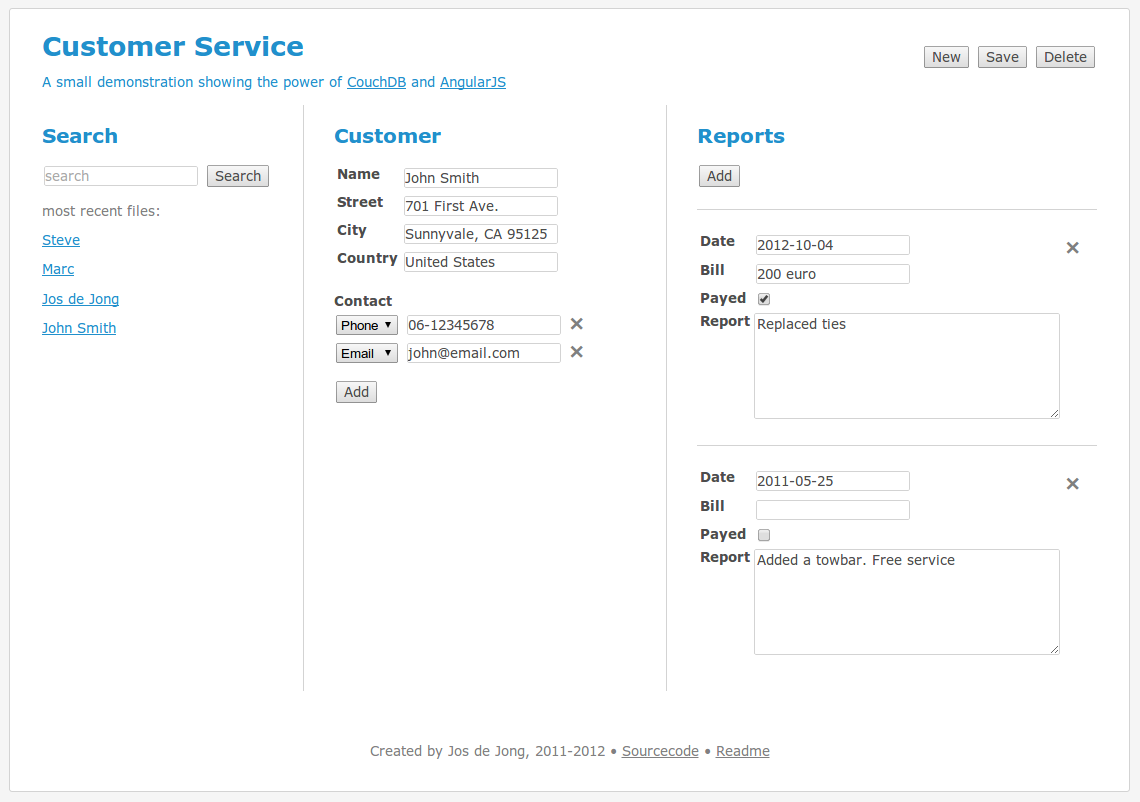 Customer Service
New Save Delete
A small demonstration showing the power of CouchDB and AngularJS
Search
search Search
most recent files:
Steve
Marc
Jos de Jong
John Smith
Customer
Name John Smith
Street 701 First Ave.
City Sunnyvale, CA 95125
Country United States
Contact
Phone 06-12345678
Email john@email.com
Add
Reports
Add
Date 2012-10-04
Bill 200 euro
Payed
Report Replaced ties
Date 2011-05-25
Bill
Payed
Report Added a towbar. Free service
Created by Jos de Jong, 2011-2012 • Sourcecode • Readme